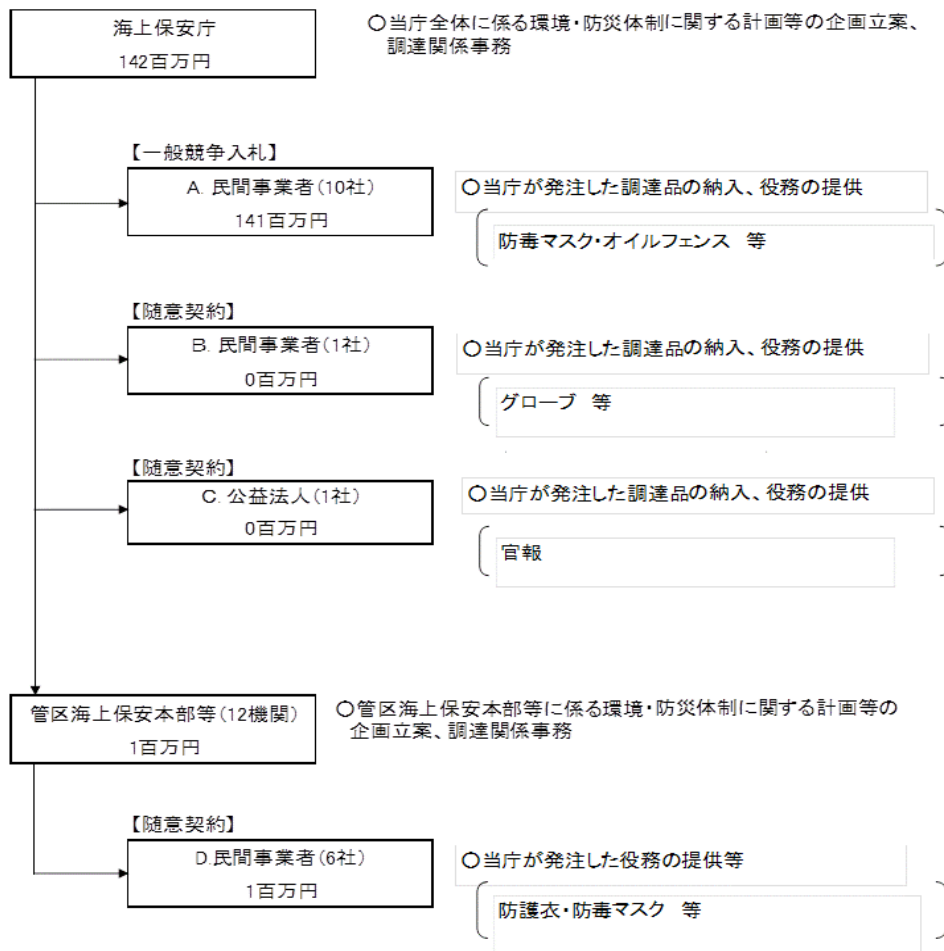 海上保安庁
142百万円
○当庁全体に係る環境・防災体制に関する計画等の企画立案、
調達関係事務
【一般競争入札】
A. 民間事業者(10社)
141百万円
○当庁が発注した調達品の納入、役務の提供
防毒マスク・オイルフェンス 等
【随意契約】
B. 民間事業者(1社)
0百万円
○当庁が発注した調達品の納入、役務の提供
グローブ 等
【随意契約】
C. 公益法人(1社)
0百万円
○当庁が発注した調達品の納入、役務の提供
官報
管区海上保安本部等(12機関)
1百万円
○管区海上保安本部等に係る環境・防災体制に関する計画等の
企画立案、調達関係事務
【随意契約】
D.民間事業者(6社)
1百万円
○当庁が発注した役務の提供等
防護衣・防毒マスク 等